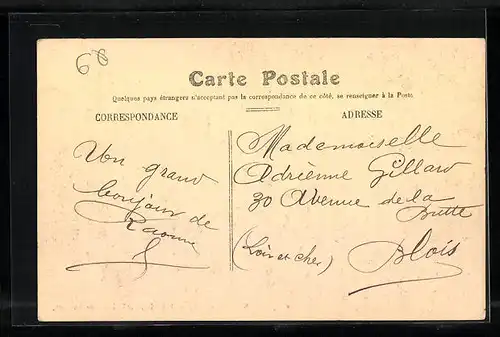 68
Carte Postale
Quelques pays étrangers n'acceptant pas la correspondance de ce côté, se renseigner à la Poste
CORRESPONDANCE
ADRESSE
Un grand
bonjour de
Mademoiselle
Adrienne Gillard
30 Avenue de la
Butte
(Loir et cher)
Blois